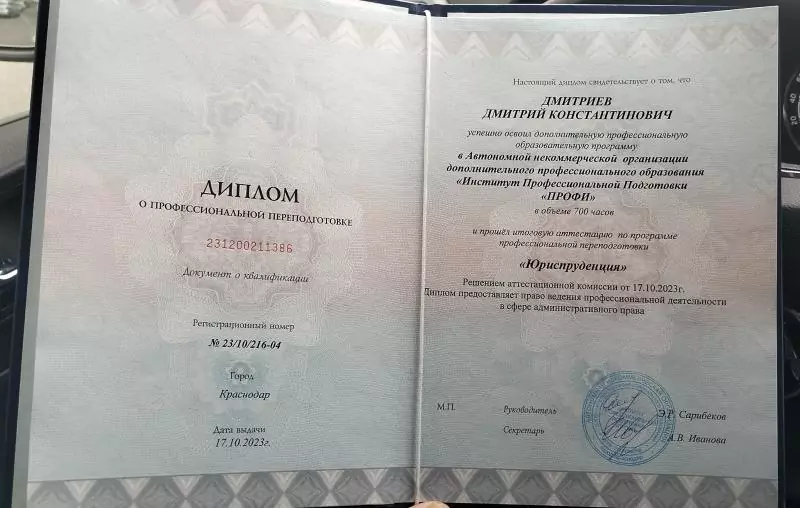 ДИПЛОМ
О ПРОФЕССИОНАЛЬНОЙ ПЕРЕПОДГОТОВКЕ
231200211386
Документ о квалификации
Регистрационный номер
№ 23/10/216-04
Город
Краснодар
Дата выдачи
17.10.2023г.
Настоящий диплом свидетельствует о том, что
ДМИТРИЕВ
ДМИТРИЙ КОНСТАНТИНОВИЧ
успешно освоил дополнительную профессиональную
образовательную программу
в Автономной некоммерческой организации
дополнительного профессионального образования
«Институт Профессиональной Подготовки
«ПРОФИ»
в объеме 700 часов
и прошёл итоговую аттестацию по программе
профессиональной переподготовки
«Юриспруденция»
Решением аттестационной комиссии от 17.10.2023г.
Диплом предоставляет право ведения профессиональной деятельности
в сфере административного права
М.П.
Руководитель
Э.Р. Сарибеков
Секретарь
А.В. Иванова